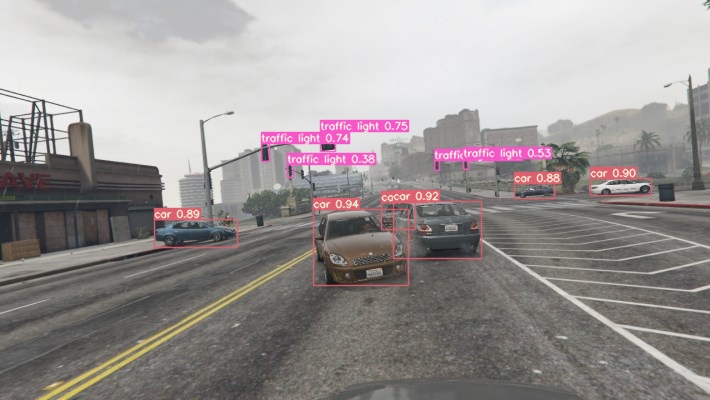 traffic light 0.75
traffic light 0.74
traffic light 0.38
traffic light 0.53
car 0.88
car 0.90
car 0.94
car 0.92
car 0.89
AVE